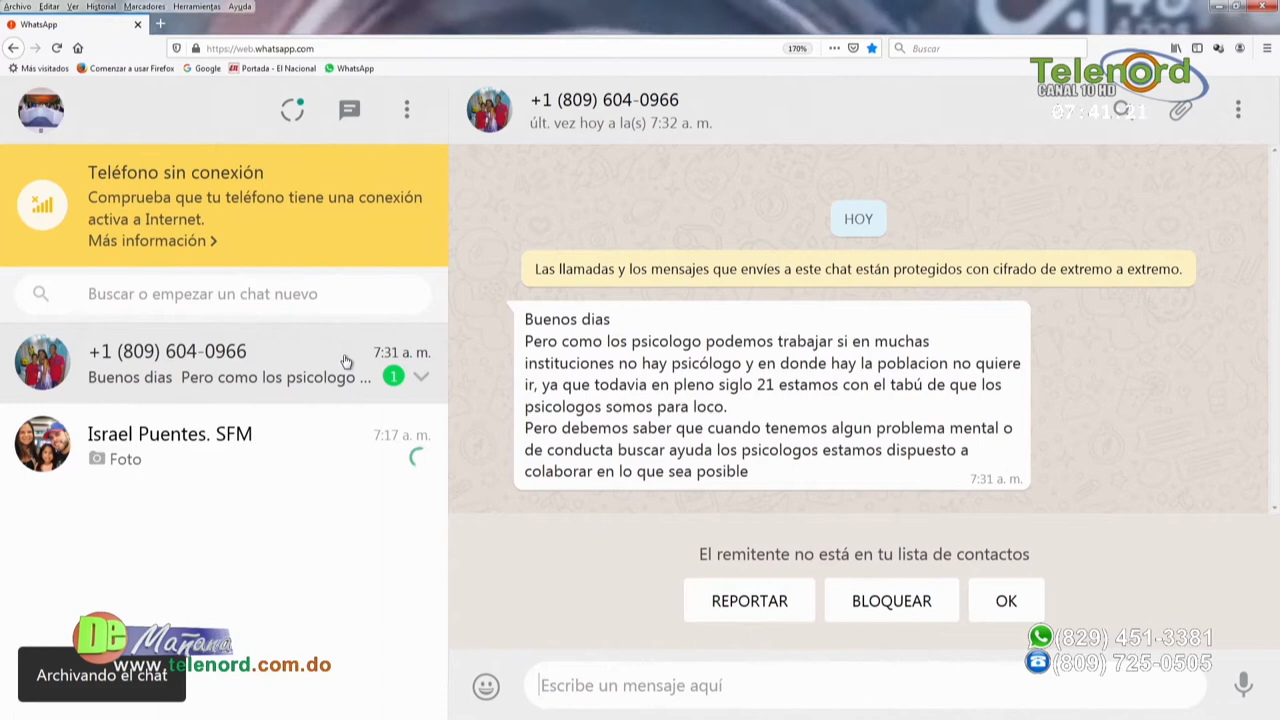 Archivo Editar Ver Historial Marcadores Herramientas Ayuda
WhatsApp
https://web.whatsapp.com
170%
Buscar
Más visitados
Comenzar a usar Firefox
Google
Portada - El Nacional
WhatsApp
Telenord
CANAL 10 HD
07:41:21
+1 (809) 604-0966
últ. vez hoy a la(s) 7:32 a. m.
Teléfono sin conexión
Comprueba que tu teléfono tiene una conexión
activa a Internet.
Más información >
Buscar o empezar un chat nuevo
+1 (809) 604-0966
7:31 a. m.
Buenos dias Pero como los psicologo ...
1
Israel Puentes. SFM
7:17 a. m.
Foto
HOY
Las llamadas y los mensajes que envíes a este chat están protegidos con cifrado de extremo a extremo.
Buenos dias
Pero como los psicologo podemos trabajar si en muchas
instituciones no hay psicólogo y en donde hay la poblacion no quiere
ir, ya que todavia en pleno siglo 21 estamos con el tabú de que los
psicologos somos para loco.
Pero debemos saber que cuando tenemos algun problema mental o
de conducta buscar ayuda los psicologos estamos dispuesto a
colaborar en lo que sea posible
7:31 a. m.
El remitente no está en tu lista de contactos
REPORTAR
BLOQUEAR
OK
Escribe un mensaje aquí
De Mañana
www.telenord.com.do
Archivando el chat
(829) 451-3381
(809) 725-0505